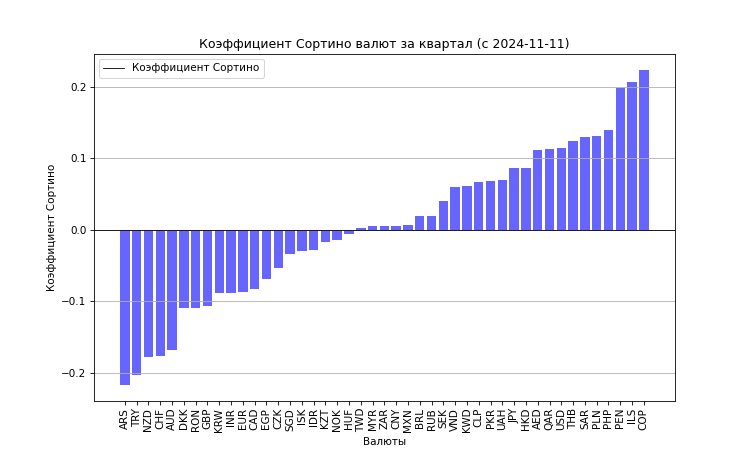 Коэффициент Сортино валют за квартал (с 2024-11-11)
Коэффициент Сортино
Коэффициент Сортино
0.2
0.1
0.0
−0.1
−0.2
ARS TRY NZD CHF AUD DKK RON GBP KRW INR EUR CAD EGP CZK SGD ISK IDR KZT NOK HUF TWD MYR ZAR CNY MXN BRL RUB SEK VND KWD CLP PKR UAH JPY HKD AED QAR USD THB SAR PLN PHP PEN ILS COP
Валюты